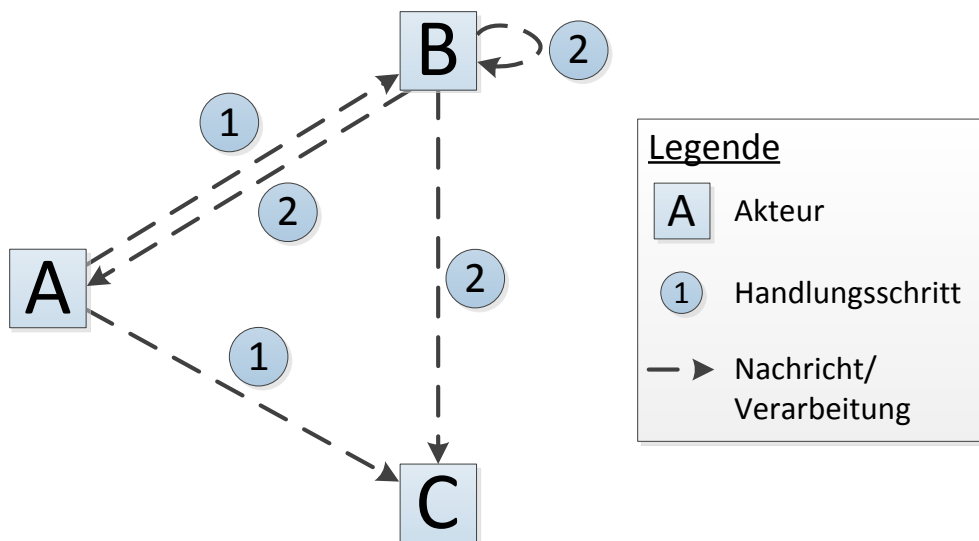 B
2
1
2
A
2
1
C
Legende
A Akteur
1 Handlungsschritt
Nachricht/
Verarbeitung